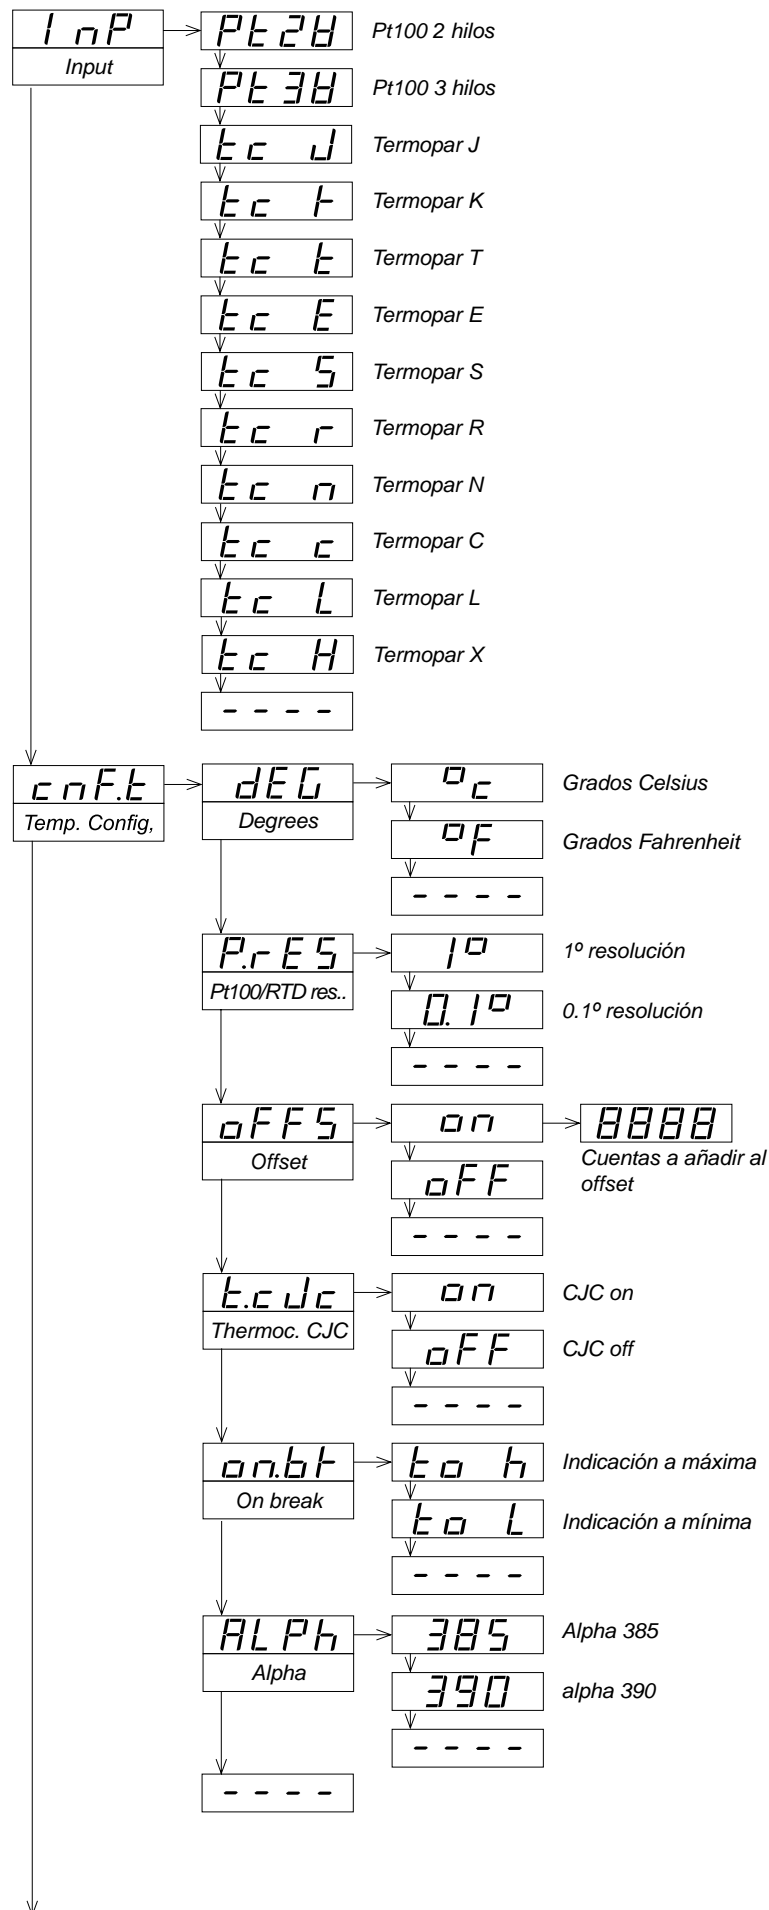 InP
Input
Pt2W
Pt100 2 hilos
Pt3W
Pt100 3 hilos
tc J
Termopar J
tc K
Termopar K
tc t
Termopar T
tc E
Termopar E
tc S
Termopar S
tc r
Termopar R
tc n
Termopar N
tc c
Termopar C
tc L
Termopar L
tc H
Termopar X
----
cnF.t
Temp. Config,
dEG
Degrees
ºc
Grados Celsius
ºF
Grados Fahrenheit
----
P.rES
Pt100/RTD res..
1º
1º resolución
0.1º
0.1º resolución
----
oFFS
Offset
on
8888
Cuentas a añadir al
offset
oFF
----
t.cJc
Thermoc. CJC
on
CJC on
oFF
CJC off
----
on.bK
On break
to h
Indicación a máxima
to L
Indicación a mínima
----
ALPh
Alpha
385
Alpha 385
390
alpha 390
----
----